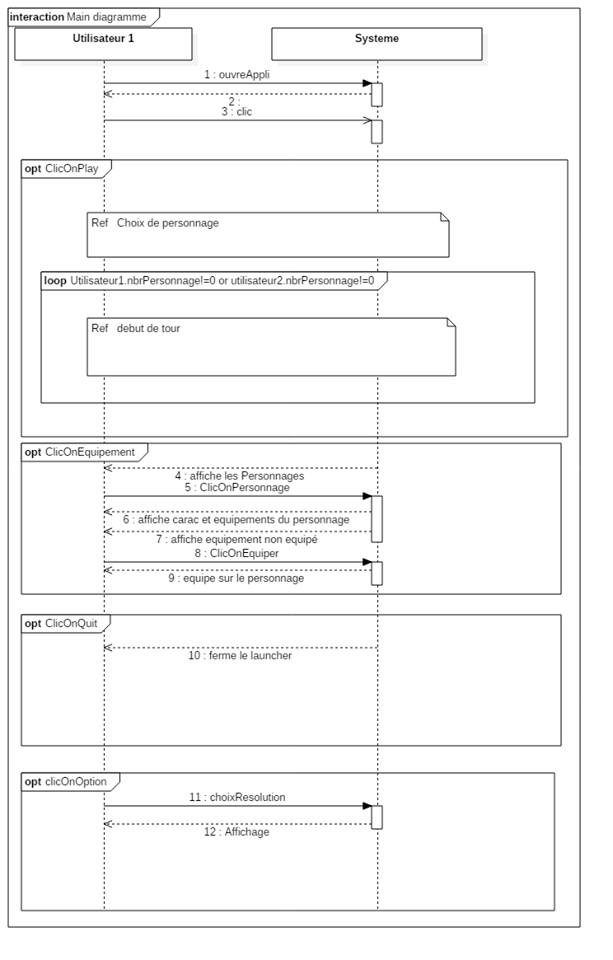 interaction Main diagramme
Utilisateur 1
Systeme
1 : ouvreAppli
2 :
3 : clic
opt ClicOnPlay
Ref Choix de personnage
loop Utilisateur1.nbrPersonnage!=0 or utilisateur2.nbrPersonnage!=0
Ref debut de tour
opt ClicOnEquipement
4 : affiche les Personnages
5 : ClicOnPersonnage
6 : affiche carac et equipements du personnage
7 : affiche equipement non equipé
8 : ClicOnEquiper
9 : equipe sur le personnage
opt ClicOnQuit
10 : ferme le launcher
opt clicOnOption
11 : choixResolution
12 : Affichage